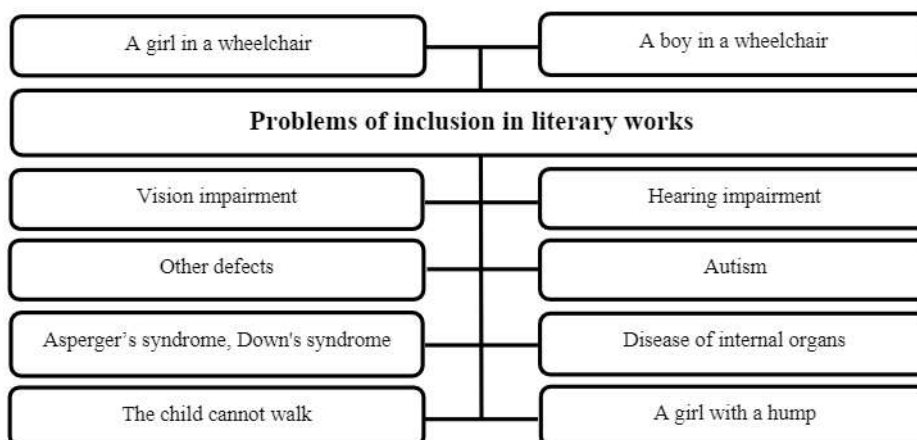 A girl in a wheelchair
A boy in a wheelchair
Problems of inclusion in literary works
Vision impairment
Hearing impairment
Other defects
Autism
Asperger’s syndrome, Down's syndrome
Disease of internal organs
The child cannot walk
A girl with a hump